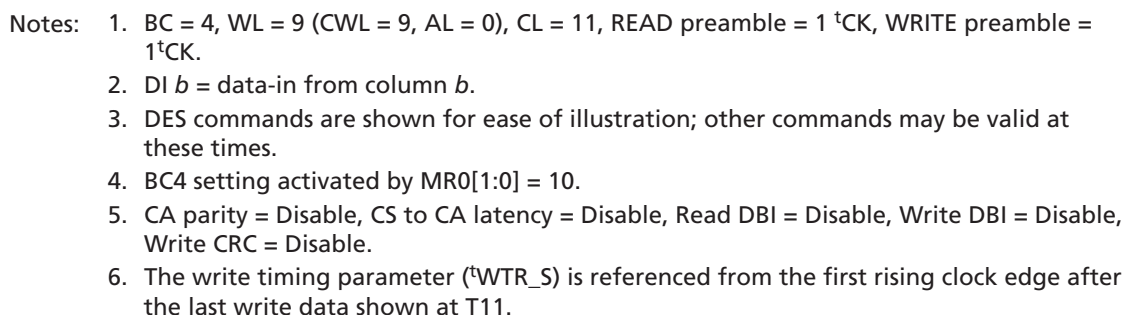 Notes: 1. BC = 4, WL = 9 (CWL = 9, AL = 0), CL = 11, READ preamble = 1 ᵗCK, WRITE preamble =
1ᵗCK.
2. DI b = data-in from column b.
3. DES commands are shown for ease of illustration; other commands may be valid at
these times.
4. BC4 setting activated by MR0[1:0] = 10.
5. CA parity = Disable, CS to CA latency = Disable, Read DBI = Disable, Write DBI = Disable,
Write CRC = Disable.
6. The write timing parameter (ᵗWTR_S) is referenced from the first rising clock edge after
the last write data shown at T11.